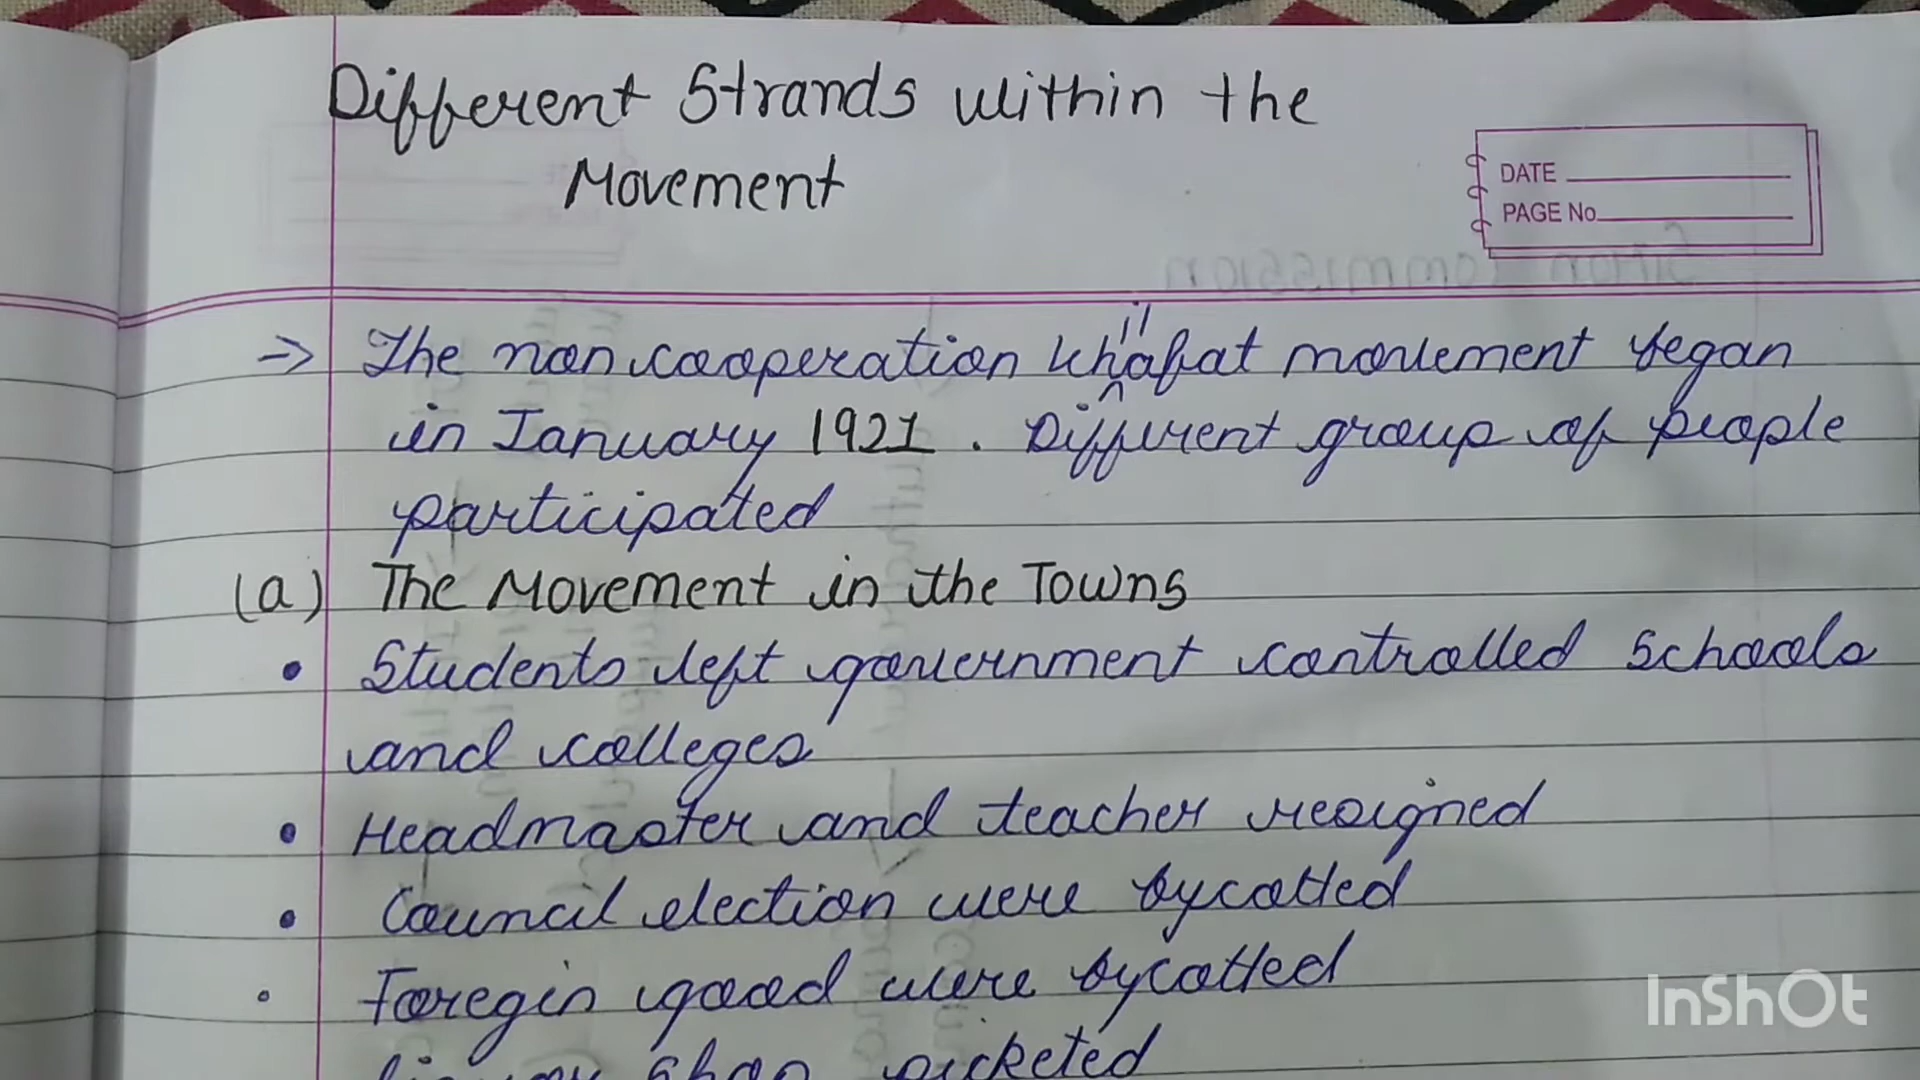 Different Strands within the
Movement
DATE
PAGE No.
⇒ The non cooperation khilafat movement began
in January 1921. Different group of people
participated
(a) The Movement in the Towns
• Students left government controlled schools
and colleges
• Headmaster and teacher resigned
• Council election were bycotted
• Foregin good were bycotted
shop picketed
InShOt